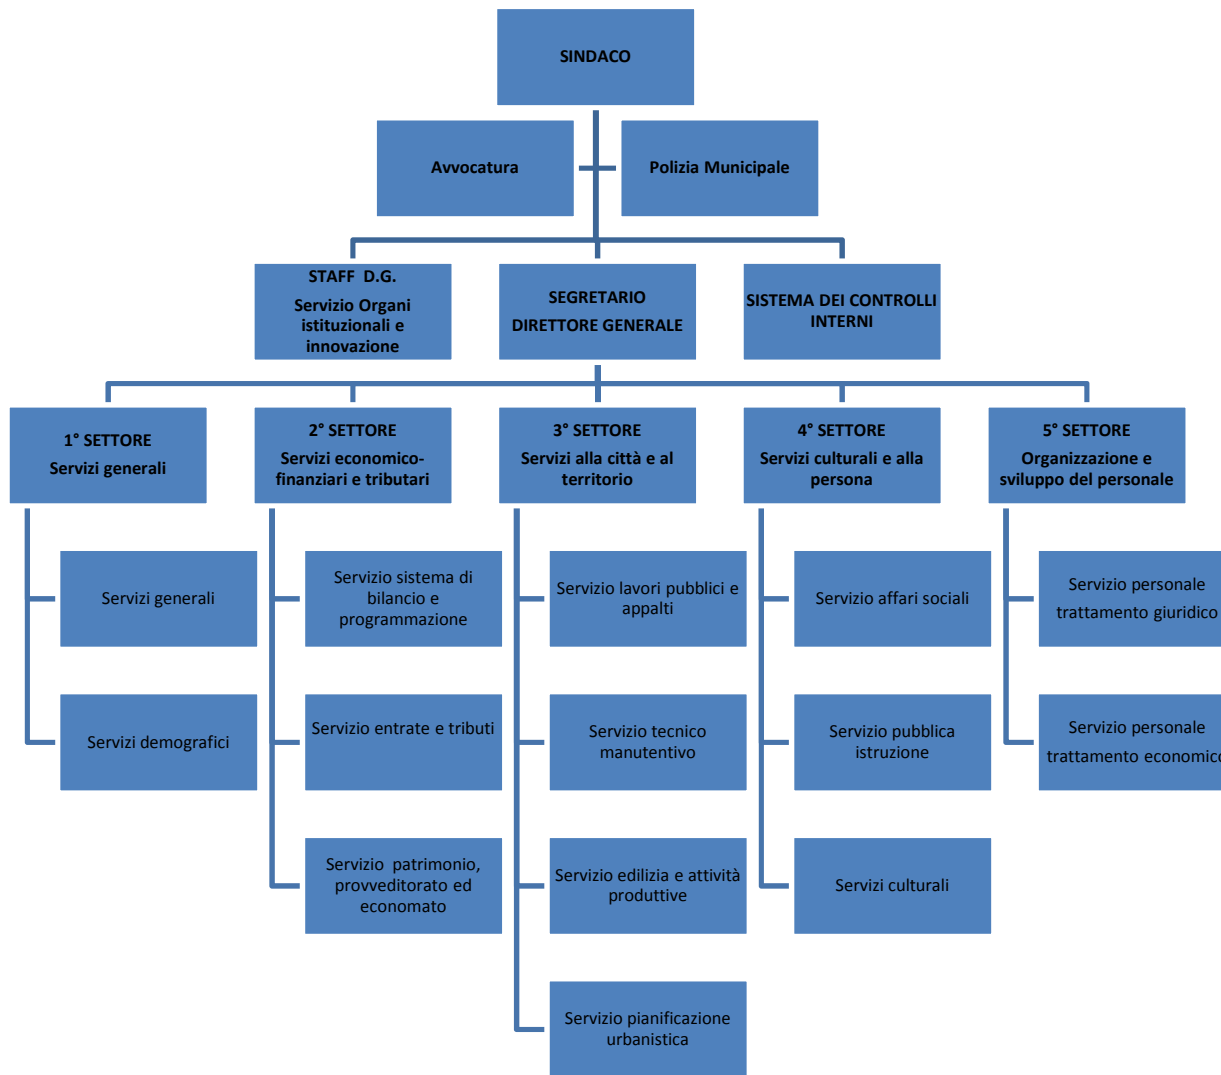 SINDACO
Avvocatura
Polizia Municipale
STAFF D.G.
Servizio Organi
istituzionali e
innovazione
SEGRETARIO
DIRETTORE GENERALE
SISTEMA DEI CONTROLLI
INTERNI
1° SETTORE
Servizi generali
2° SETTORE
Servizi economico-
finanziari e tributari
3° SETTORE
Servizi alla città e al
territorio
4° SETTORE
Servizi culturali e alla
persona
5° SETTORE
Organizzazione e
sviluppo del personale
Servizi generali
Servizio sistema di
bilancio e
programmazione
Servizio lavori pubblici e
appalti
Servizio affari sociali
Servizio personale
trattamento giuridico
Servizi demografici
Servizio entrate e tributi
Servizio tecnico
manutentivo
Servizio pubblica
istruzione
Servizio personale
trattamento economico
Servizio patrimonio,
provveditorato ed
economato
Servizio edilizia e attività
produttive
Servizi culturali
Servizio pianificazione
urbanistica